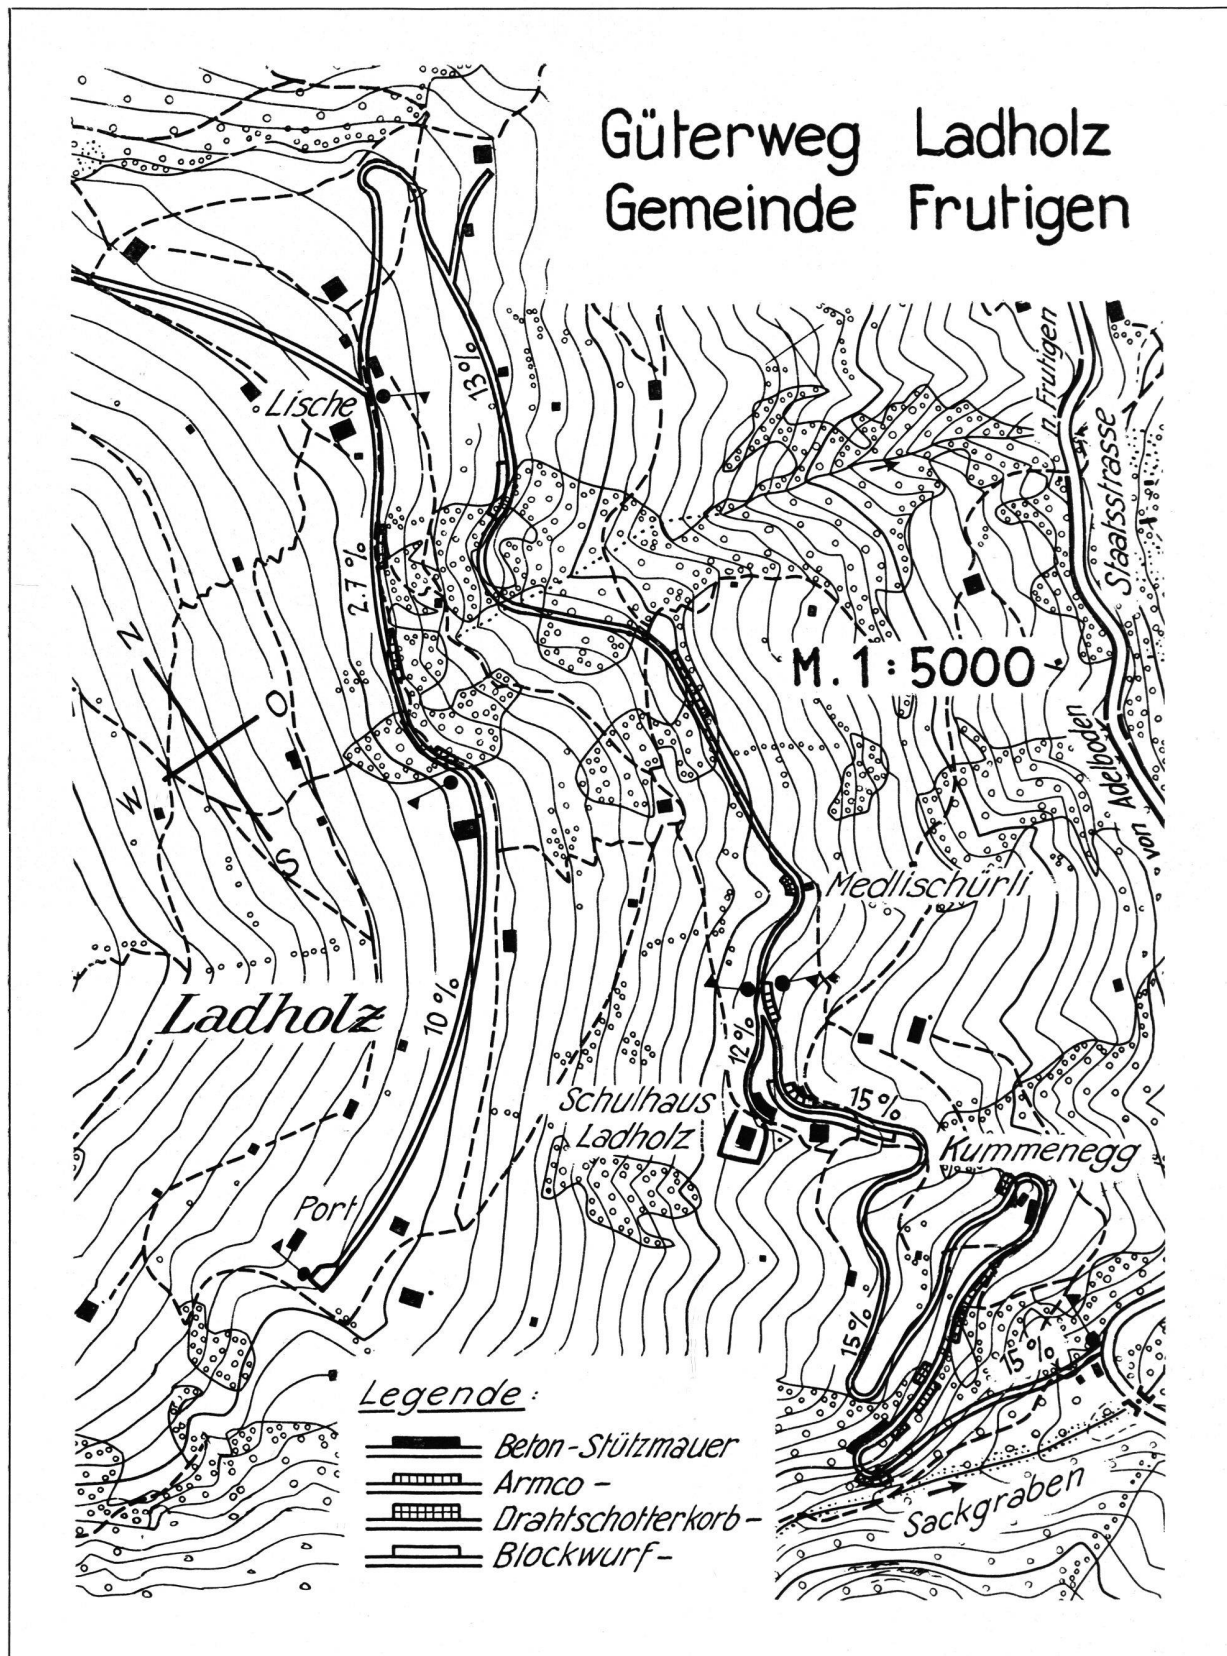 Güterweg Ladholz
Gemeinde Frutigen
n. Frutigen
Staatsstrasse
13%
Lische
2.7%
M. 1:5000
N
O
W
S
von Adelboden
Medlischürli
Ladholz
10%
12%
15%
Schulhaus
Ladholz
Kummenegg
Port
15%
15%
Sackgraben
Legende:
Beton-Stützmauer
Armco -
Drahtschotterkorb -
Blockwurf -